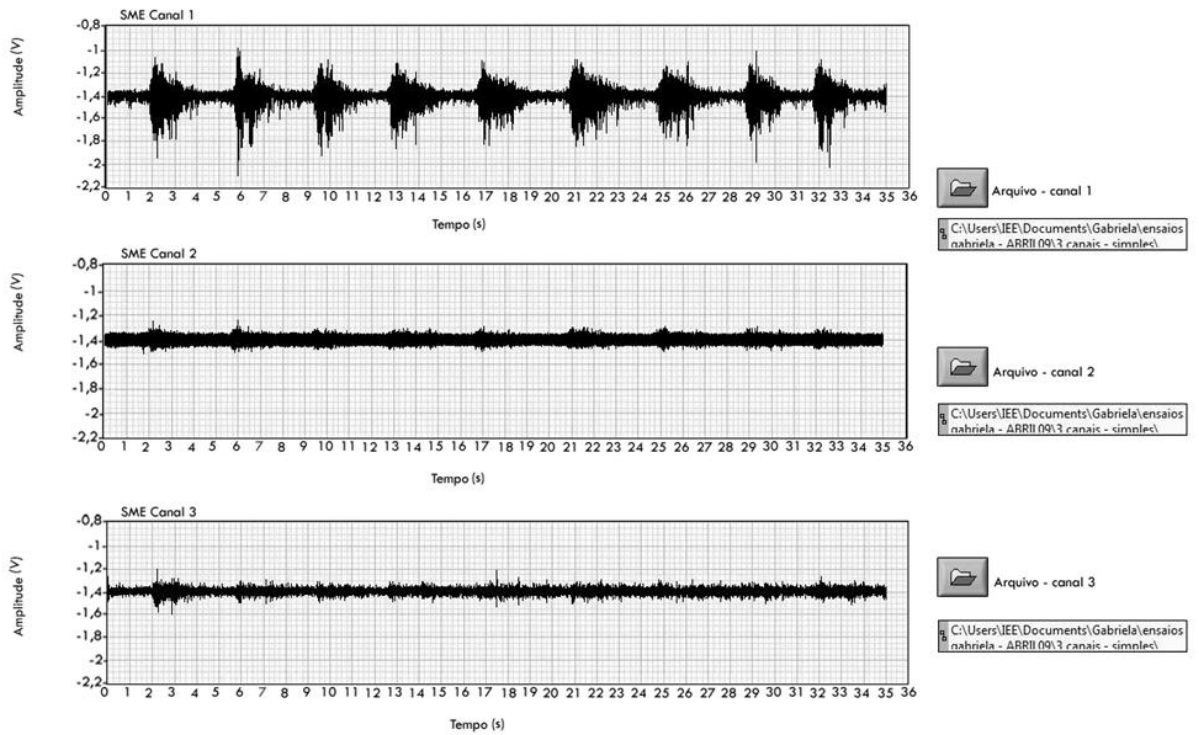 SME Canal 1
Amplitude (V)
-0,8
-1
-1,2
-1,4
-1,6
-1,8
-2
-2,2
0 1 2 3 4 5 6 7 8 9 10 11 12 13 14 15 16 17 18 19 20 21 22 23 24 25 26 27 28 29 30 31 32 33 34 35 36
Tempo (s)
Arquivo - canal 1
C:\Users\IEE\Documents\Gabriela\ensaios
gabriela - ABRIL09\3 canais - simples\
SME Canal 2
Amplitude (V)
-0,8
-1
-1,2
-1,4
-1,6
-1,8
-2
-2,2
0 1 2 3 4 5 6 7 8 9 10 11 12 13 14 15 16 17 18 19 20 21 22 23 24 25 26 27 28 29 30 31 32 33 34 35 36
Tempo (s)
Arquivo - canal 2
C:\Users\IEE\Documents\Gabriela\ensaios
gabriela - ABRIL09\3 canais - simples\
SME Canal 3
Amplitude (V)
-0,8
-1
-1,2
-1,4
-1,6
-1,8
-2
-2,2
0 1 2 3 4 5 6 7 8 9 10 11 12 13 14 15 16 17 18 19 20 21 22 23 24 25 26 27 28 29 30 31 32 33 34 35 36
Tempo (s)
Arquivo - canal 3
C:\Users\IEE\Documents\Gabriela\ensaios
gabriela - ABRIL09\3 canais - simples\